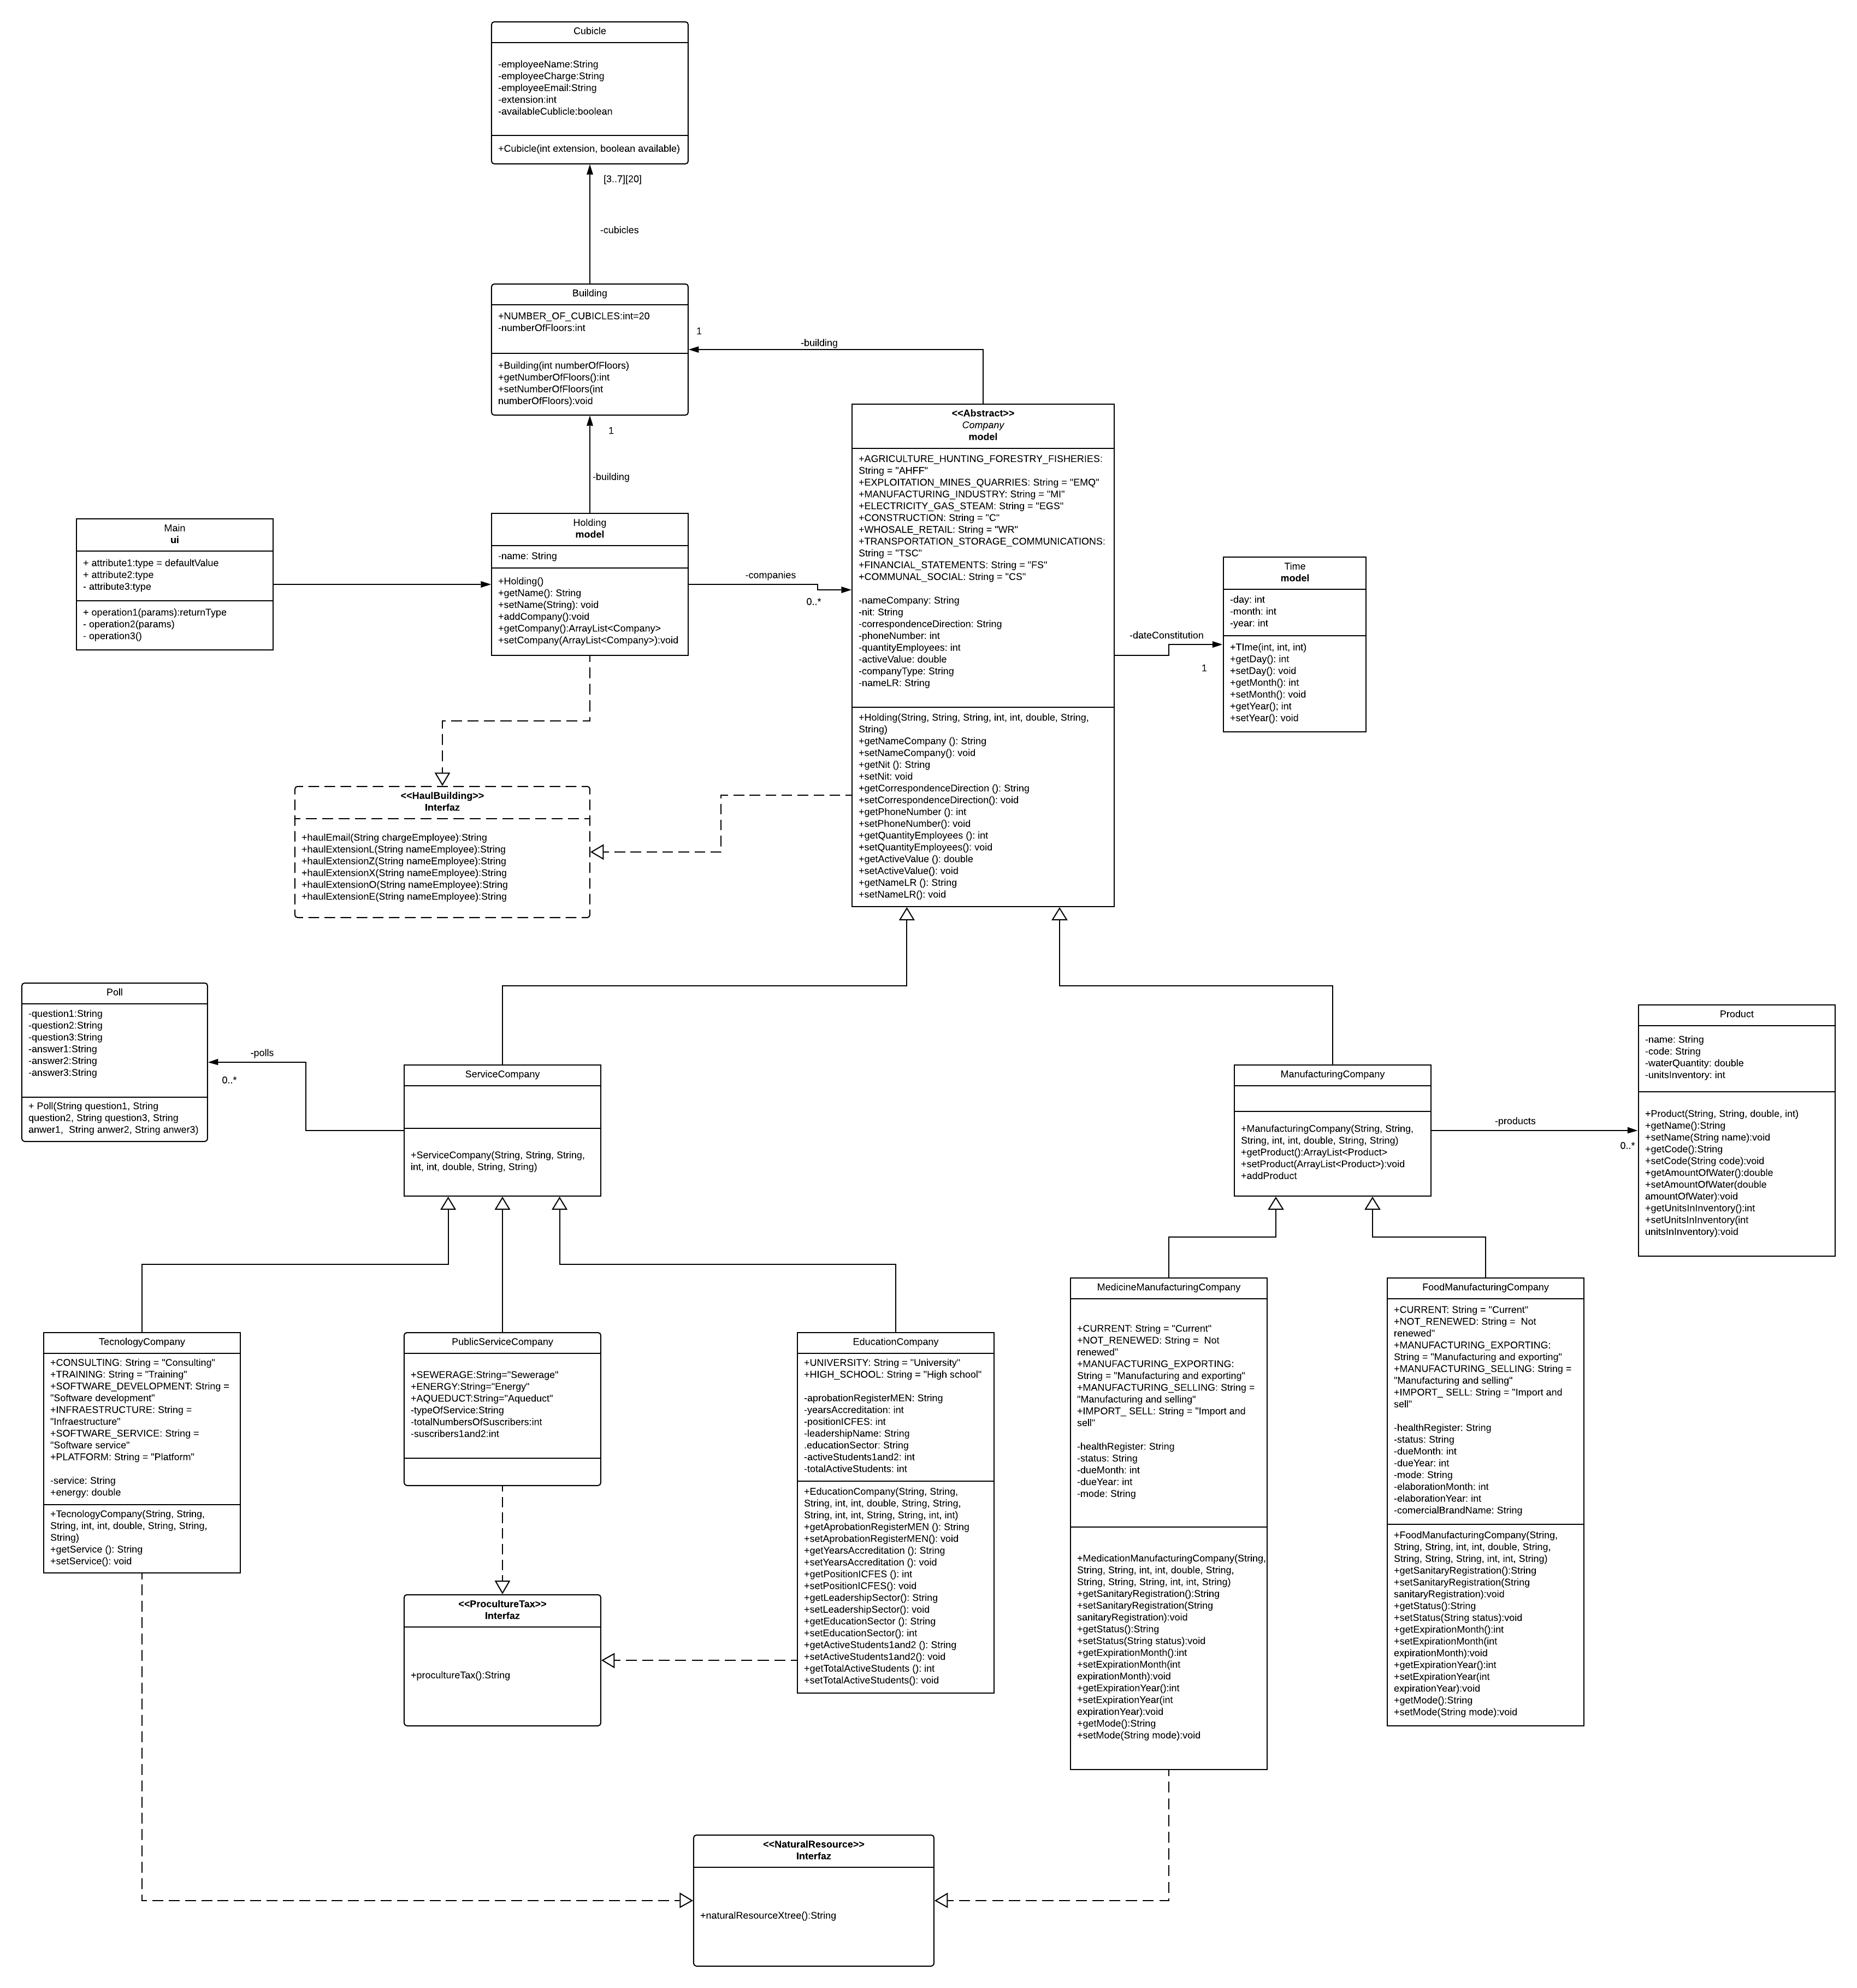 Cubicle
-employeeName:String
-employeeCharge:String
-employeeEmail:String
-extension:int
-availableCublicle:boolean
+Cubicle(int extension, boolean available)
[3..7][20]
-cubicles
Building
+NUMBER_OF_CUBICLES:int=20
-numberOfFloors:int
+Building(int numberOfFloors)
+getNumberOfFloors():int
+setNumberOfFloors(int
numberOfFloors):void
1
-building
1
-building
<<Abstract>>
Company
model
+AGRICULTURE_HUNTING_FORESTRY_FISHERIES:
String = "AHFF"
+EXPLOITATION_MINES_QUARRIES: String = "EMQ"
+MANUFACTURING_INDUSTRY: String = "MI"
+ELECTRICITY_GAS_STEAM: String = "EGS"
+CONSTRUCTION: String = "C"
+WHOSALE_RETAIL: String = "WR"
+TRANSPORTATION_STORAGE_COMMUNICATIONS:
String = "TSC"
+FINANCIAL_STATEMENTS: String = "FS"
+COMMUNAL_SOCIAL: String = "CS"
-nameCompany: String
-nit: String
-correspondenceDirection: String
-phoneNumber: int
-quantityEmployees: int
-activeValue: double
-companyType: String
-nameLR: String
+Holding(String, String, String, int, int, double, String,
String)
+getNameCompany (): String
+setNameCompany(): void
+getNit (): String
+setNit: void
+getCorrespondenceDirection (): String
+setCorrespondenceDirection(): void
+getPhoneNumber (): int
+setPhoneNumber(): void
+getQuantityEmployees (): int
+setQuantityEmployees(): void
+getActiveValue (): double
+setActiveValue(): void
+getNameLR (): String
+setNameLR(): void
Main
ui
+ attribute1:type = defaultValue
+ attribute2:type
- attribute3:type
+ operation1(params):returnType
- operation2(params)
- operation3()
Holding
model
-name: String
+Holding()
+getName(): String
+setName(String): void
+addCompany():void
+getCompany():ArrayList<Company>
+setCompany(ArrayList<Company>):void
-companies
0..*
-dateConstitution
1
Time
model
-day: int
-month: int
-year: int
+TIme(int, int, int)
+getDay(): int
+setDay(): void
+getMonth(): int
+setMonth(): void
+getYear(); int
+setYear(): void
<<HaulBuilding>>
Interfaz
+haulEmail(String chargeEmployee):String
+haulExtensionL(String nameEmployee):String
+haulExtensionZ(String nameEmployee):String
+haulExtensionX(String nameEmployee):String
+haulExtensionO(String nameEmployee):String
+haulExtensionE(String nameEmployee):String
Poll
-question1:String
-question2:String
-question3:String
-answer1:String
-answer2:String
-answer3:String
+ Poll(String question1, String
question2, String question3, String
anwer1,  String anwer2, String anwer3)
-polls
0..*
ServiceCompany
+ServiceCompany(String, String, String,
int, int, double, String, String)
ManufacturingCompany
+ManufacturingCompany(String, String,
String, int, int, double, String, String)
+getProduct():ArrayList<Product>
+setProduct(ArrayList<Product>):void
+addProduct
-products
0..*
Product
-name: String
-code: String
-waterQuantity: double
-unitsInventory: int
+Product(String, String, double, int)
+getName():String
+setName(String name):void
+getCode():String
+setCode(String code):void
+getAmountOfWater():double
+setAmountOfWater(double
amountOfWater):void
+getUnitsInInventory():int
+setUnitsInInventory(int
unitsInInventory):void
TecnologyCompany
+CONSULTING: String = "Consulting"
+TRAINING: String = "Training"
+SOFTWARE_DEVELOPMENT: String =
"Software development"
+INFRAESTRUCTURE: String =
"Infraestructure"
+SOFTWARE_SERVICE: String =
"Software service"
+PLATFORM: String = "Platform"
-service: String
+energy: double
+TecnologyCompany(String, String,
String, int, int, double, String, String,
String)
+getService (): String
+setService(): void
PublicServiceCompany
+SEWERAGE:String="Sewerage"
+ENERGY:String="Energy"
+AQUEDUCT:String="Aqueduct"
-typeOfService:String
-totalNumbersOfSuscribers:int
-suscribers1and2:int
EducationCompany
+UNIVERSITY: String = "University"
+HIGH_SCHOOL: String = "High school"
-aprobationRegisterMEN: String
-yearsAccreditation: int
-positionICFES: int
-leadershipName: String
.educationSector: String
-activeStudents1and2: int
-totalActiveStudents: int
+EducationCompany(String, String,
String, int, int, double, String, String,
String, int, int, String, String, int, int)
+getAprobationRegisterMEN (): String
+setAprobationRegisterMEN(): void
+getYearsAccreditation (): String
+setYearsAccreditation (): void
+getPositionICFES (): int
+setPositionICFES(): void
+getLeadershipSector(): String
+setLeadershipSector(): void
+getEducationSector (): String
+setEducationSector(): int
+getActiveStudents1and2 (): String
+setActiveStudents1and2(): void
+getTotalActiveStudents (): int
+setTotalActiveStudents(): void
MedicineManufacturingCompany
+CURRENT: String = "Current"
+NOT_RENEWED: String =  Not
renewed"
+MANUFACTURING_EXPORTING:
String = "Manufacturing and exporting"
+MANUFACTURING_SELLING: String =
"Manufacturing and selling"
+IMPORT_ SELL: String = "Import and
sell"
-healthRegister: String
-status: String
-dueMonth: int
-dueYear: int
-mode: String
+MedicationManufacturingCompany(String,
String, String, int, int, double, String,
String, String, String, int, int, String)
+getSanitaryRegistration():String
+setSanitaryRegistration(String
sanitaryRegistration):void
+getStatus():String
+setStatus(String status):void
+getExpirationMonth():int
+setExpirationMonth(int
expirationMonth):void
+getExpirationYear():int
+setExpirationYear(int
expirationYear):void
+getMode():String
+setMode(String mode):void
FoodManufacturingCompany
+CURRENT: String = "Current"
+NOT_RENEWED: String =  Not
renewed"
+MANUFACTURING_EXPORTING:
String = "Manufacturing and exporting"
+MANUFACTURING_SELLING: String =
"Manufacturing and selling"
+IMPORT_ SELL: String = "Import and
sell"
-healthRegister: String
-status: String
-dueMonth: int
-dueYear: int
-mode: String
-elaborationMonth: int
-elaborationYear: int
-comercialBrandName: String
+FoodManufacturingCompany(String,
String, String, int, int, double, String,
String, String, String, int, int, String)
+getSanitaryRegistration():String
+setSanitaryRegistration(String
sanitaryRegistration):void
+getStatus():String
+setStatus(String status):void
+getExpirationMonth():int
+setExpirationMonth(int
expirationMonth):void
+getExpirationYear():int
+setExpirationYear(int
expirationYear):void
+getMode():String
+setMode(String mode):void
<<ProcultureTax>>
Interfaz
+procultureTax():String
<<NaturalResource>>
Interfaz
+naturalResourceXtree():String